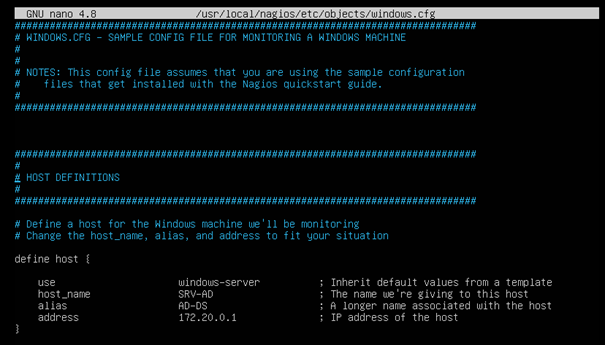 GNU nano 4.8 /usr/local/nagios/etc/objects/windows.cfg
###############################################################################
# WINDOWS.CFG - SAMPLE CONFIG FILE FOR MONITORING A WINDOWS MACHINE
#
#
# NOTES: This config file assumes that you are using the sample configuration
#    files that get installed with the Nagios quickstart guide.
#
###############################################################################
###############################################################################
#
# HOST DEFINITIONS
#
###############################################################################
# Define a host for the Windows machine we'll be monitoring
# Change the host_name, alias, and address to fit your situation
define host {
    use                     windows-server          ; Inherit default values from a template
    host_name               SRV-AD                  ; The name we're giving to this host
    alias                   AD-DS                   ; A longer name associated with the host
    address                 172.20.0.1              ; IP address of the host
}